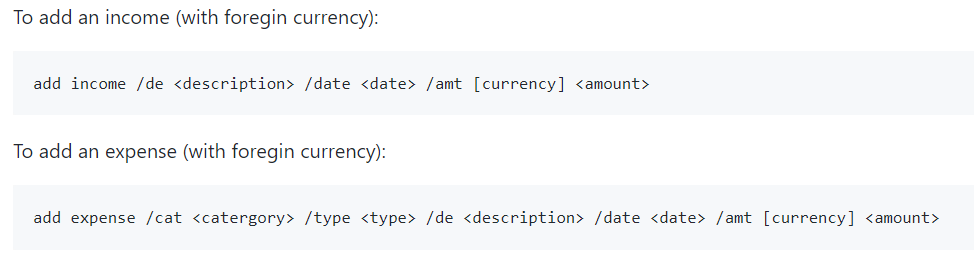 To add an income (with foregin currency):
add income /de <description> /date <date> /amt [currency] <amount>
To add an expense (with foregin currency):
add expense /cat <catergory> /type <type> /de <description> /date <date> /amt [currency] <amount>